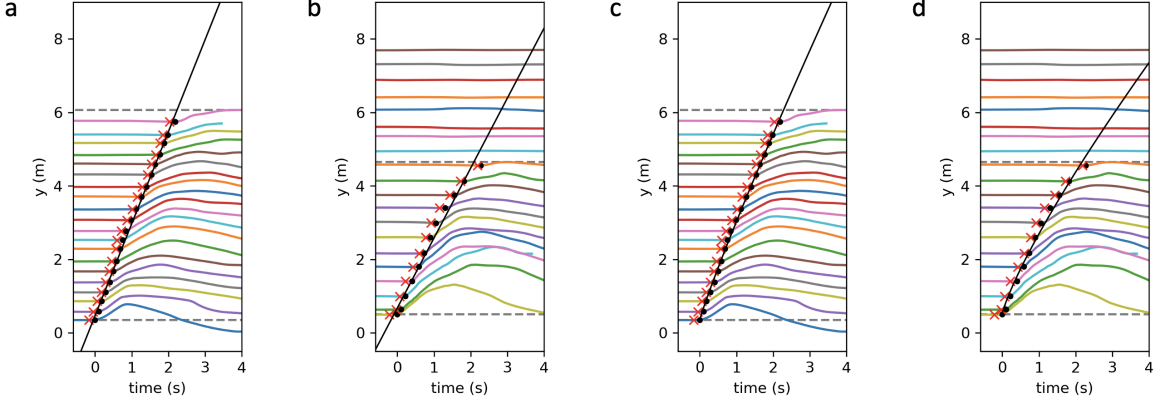 a b c d
8 8 8 8
6 6 6 6
y (m) y (m) y (m) y (m)
4 4 4 4
2 2 2 2
0 0 0 0
0 1 2 3 4 0 1 2 3 4 0 1 2 3 4 0 1 2 3 4
time (s) time (s) time (s) time (s)